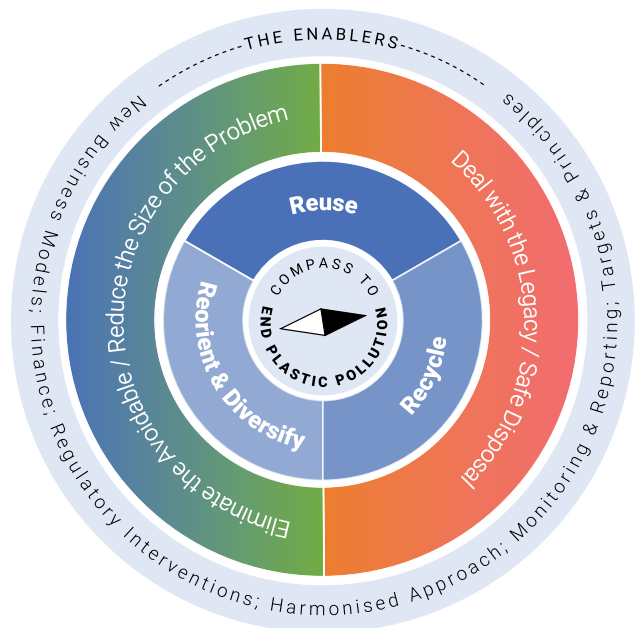 THE ENABLERS
New Business Models; Finance; Regulatory Interventions; Harmonised Approach; Monitoring & Reporting; Targets & Principles
Eliminate the Avoidable / Reduce the Size of the Problem
Deal with the Legacy / Safe Disposal
Reuse
Reorient & Diversify
Recycle
COMPASS TO
END PLASTIC POLLUTION